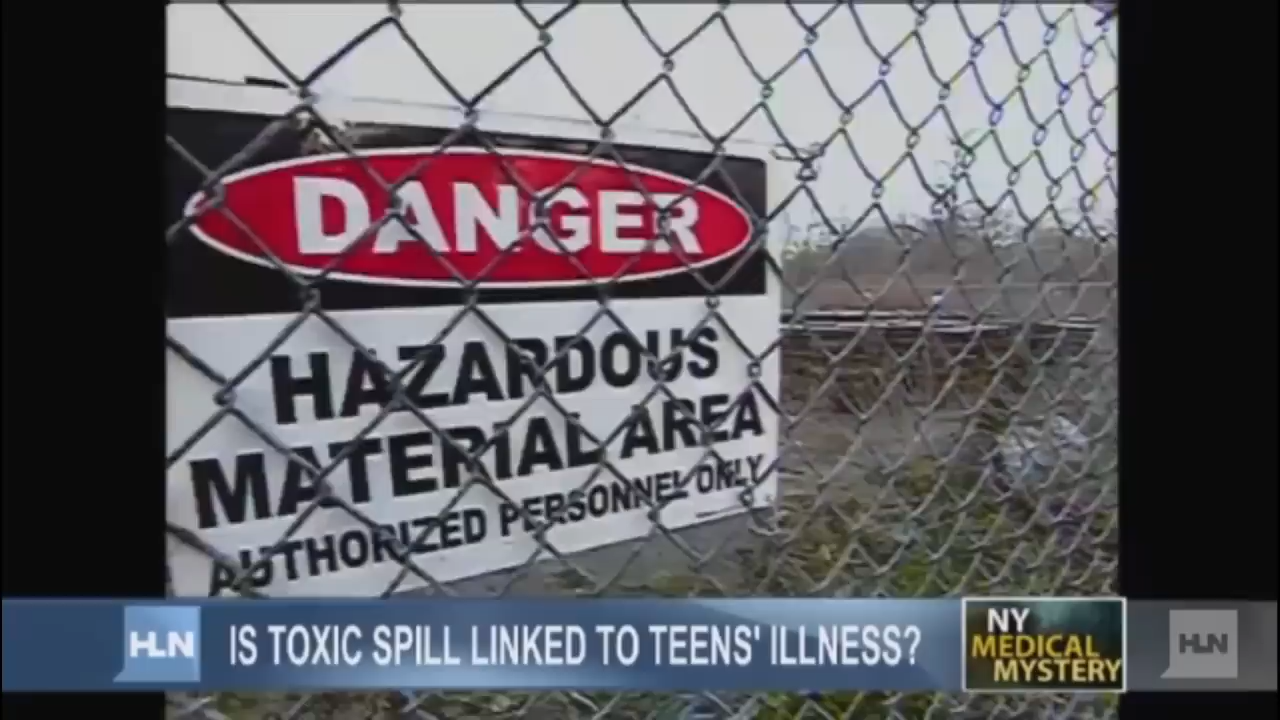 DANGER
HAZARDOUS
MATERIAL AREA
AUTHORIZED PERSONNEL ONLY
HLN
IS TOXIC SPILL LINKED TO TEENS' ILLNESS?
NY
MEDICAL
MYSTERY
HLN